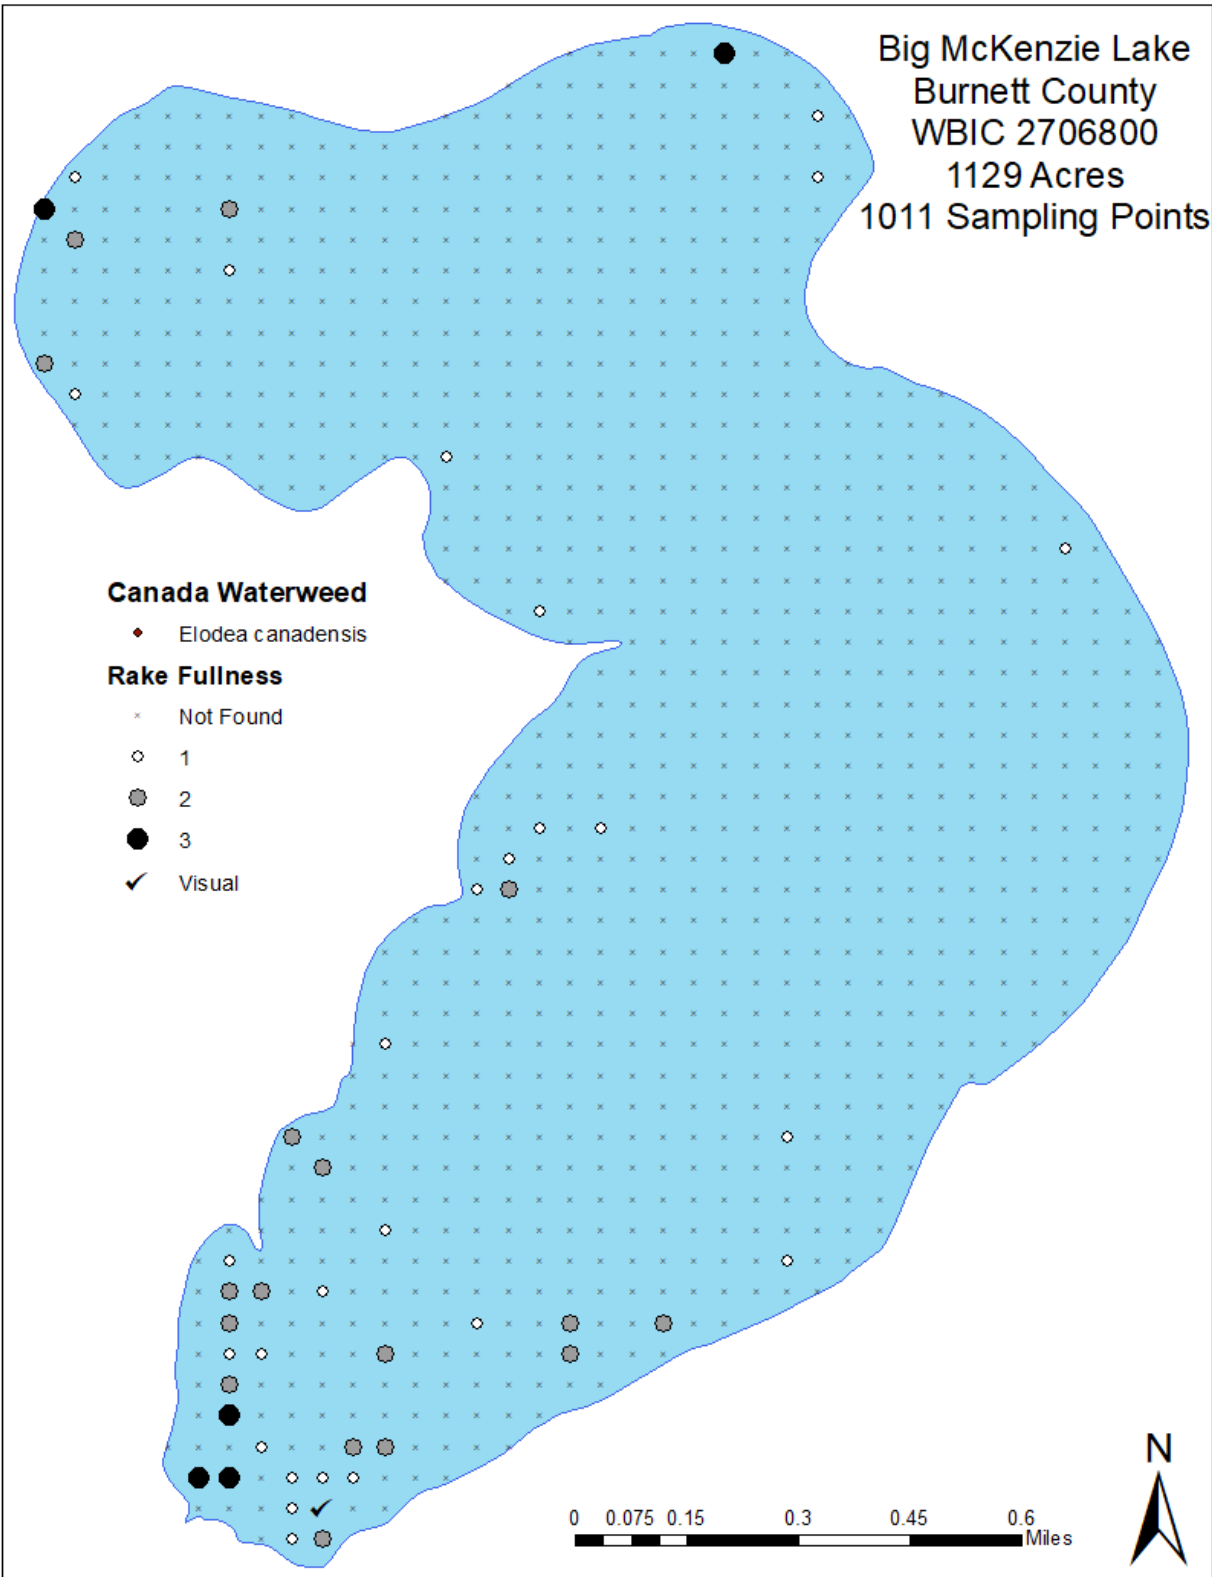 Big McKenzie Lake
Burnett County
WBIC 2706800
1129 Acres
1011 Sampling Points
Canada Waterweed
Elodea canadensis
Rake Fullness
Not Found
1
2
3
Visual
N
0 0.075 0.15 0.3 0.45 0.6
Miles